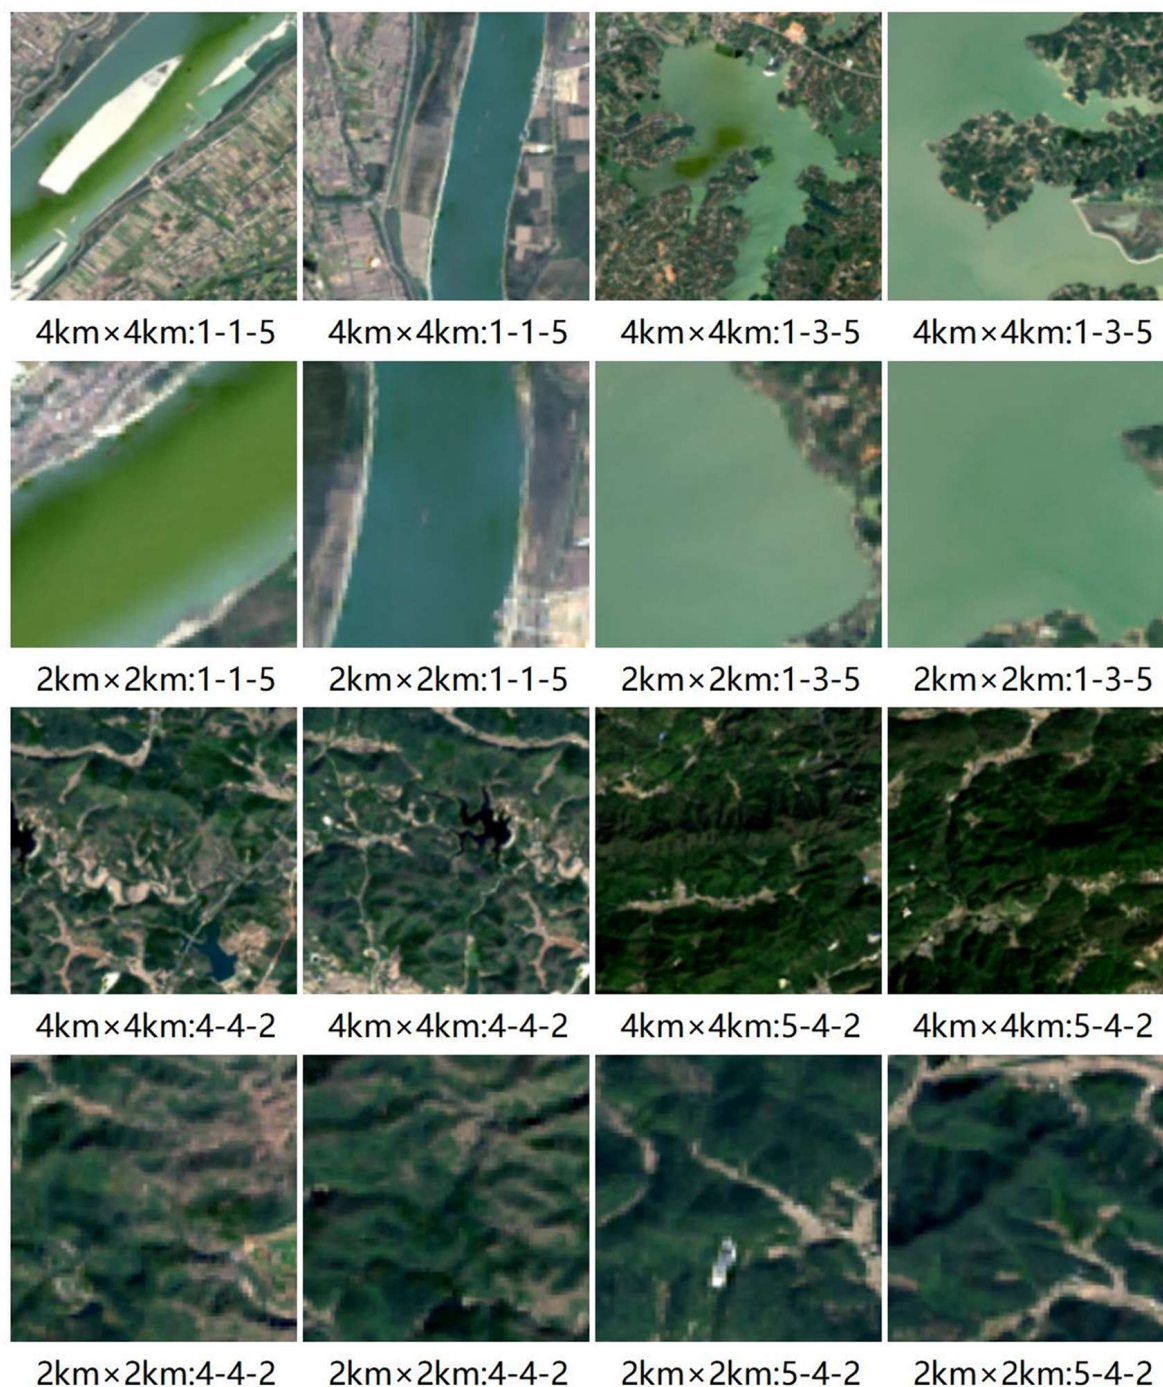 4km×4km:1-1-5 4km×4km:1-1-5 4km×4km:1-3-5 4km×4km:1-3-5
2km×2km:1-1-5 2km×2km:1-1-5 2km×2km:1-3-5 2km×2km:1-3-5
4km×4km:4-4-2 4km×4km:4-4-2 4km×4km:5-4-2 4km×4km:5-4-2
2km×2km:4-4-2 2km×2km:4-4-2 2km×2km:5-4-2 2km×2km:5-4-2